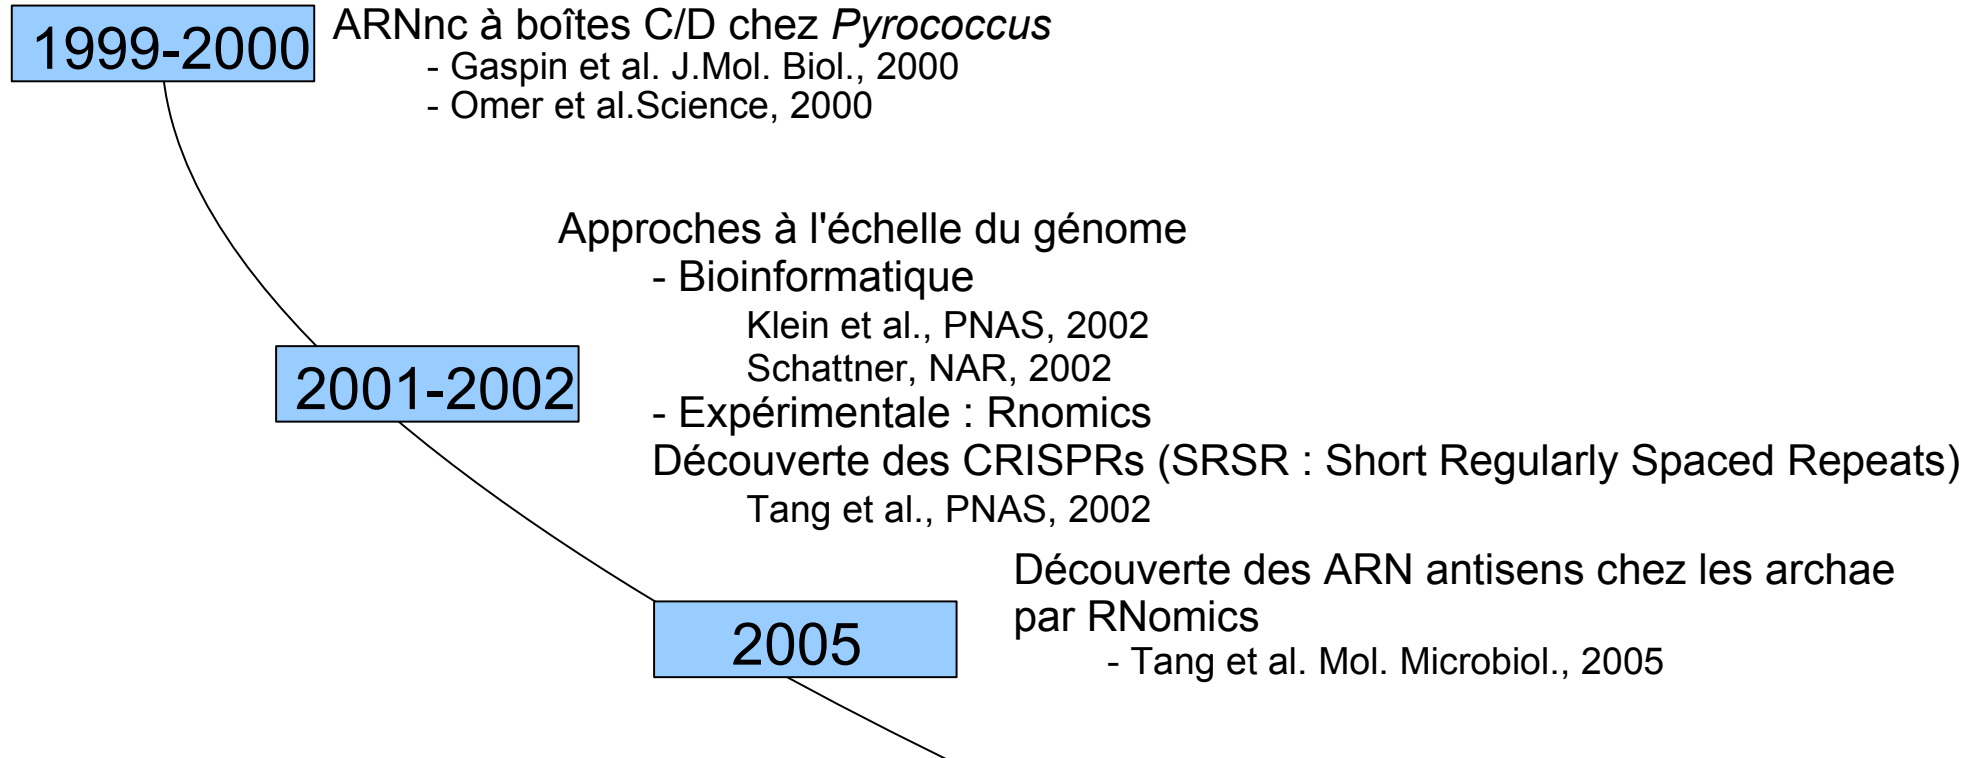 1999-2000
ARNnc à boîtes C/D chez Pyrococcus
- Gaspin et al. J.Mol. Biol., 2000
- Omer et al.Science, 2000
2001-2002
Approches à l'échelle du génome
- Bioinformatique
Klein et al., PNAS, 2002
Schattner, NAR, 2002
- Expérimentale : Rnomics
Découverte des CRISPRs (SRSR : Short Regularly Spaced Repeats)
Tang et al., PNAS, 2002
2005
Découverte des ARN antisens chez les archae
par RNomics
- Tang et al. Mol. Microbiol., 2005